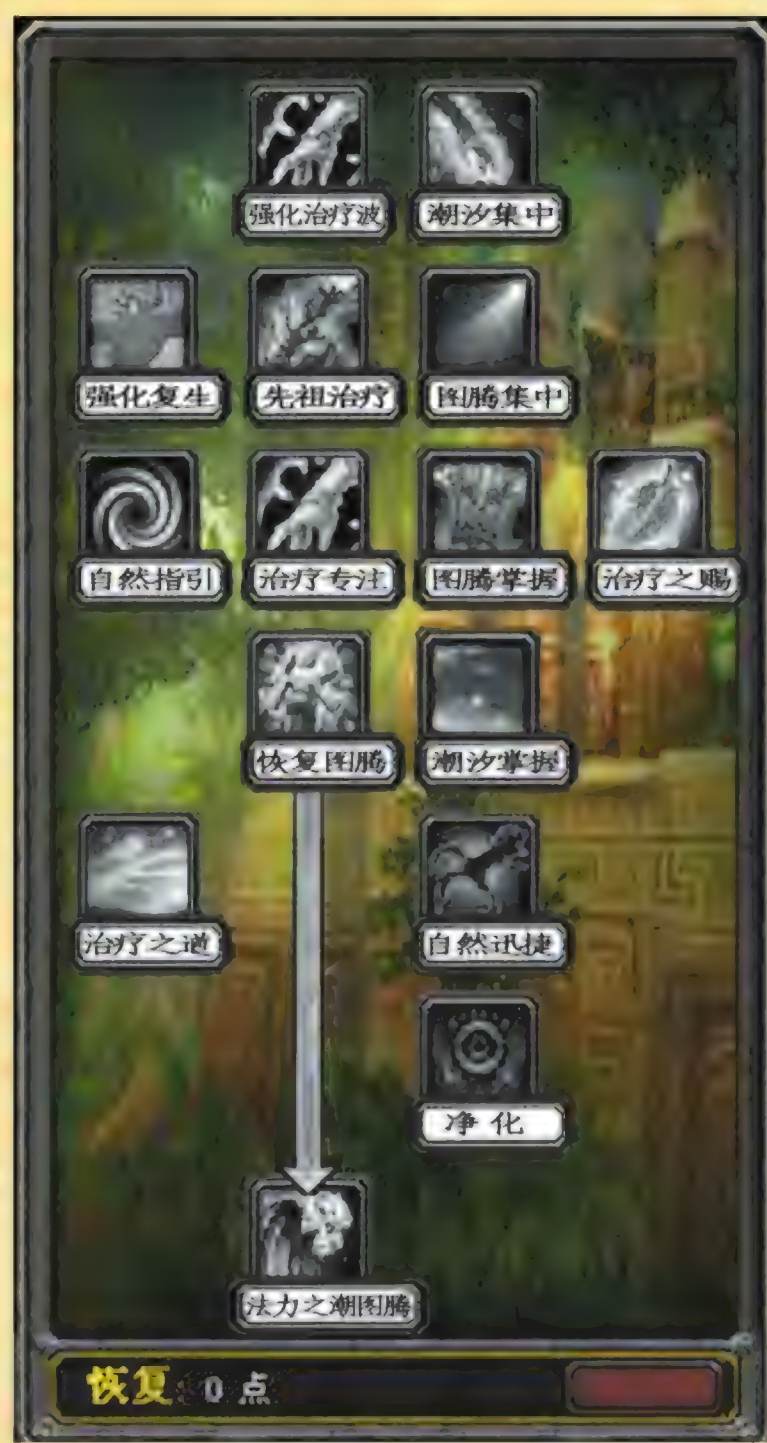 强化治疗波
潮汐集中
强化复生
先祖治疗
图腾集中
自然指引
治疗专注
图腾掌握
治疗之赐
恢复图腾
潮汐掌握
治疗之道
自然迅捷
净化
法力之潮图腾
恢复 0 点